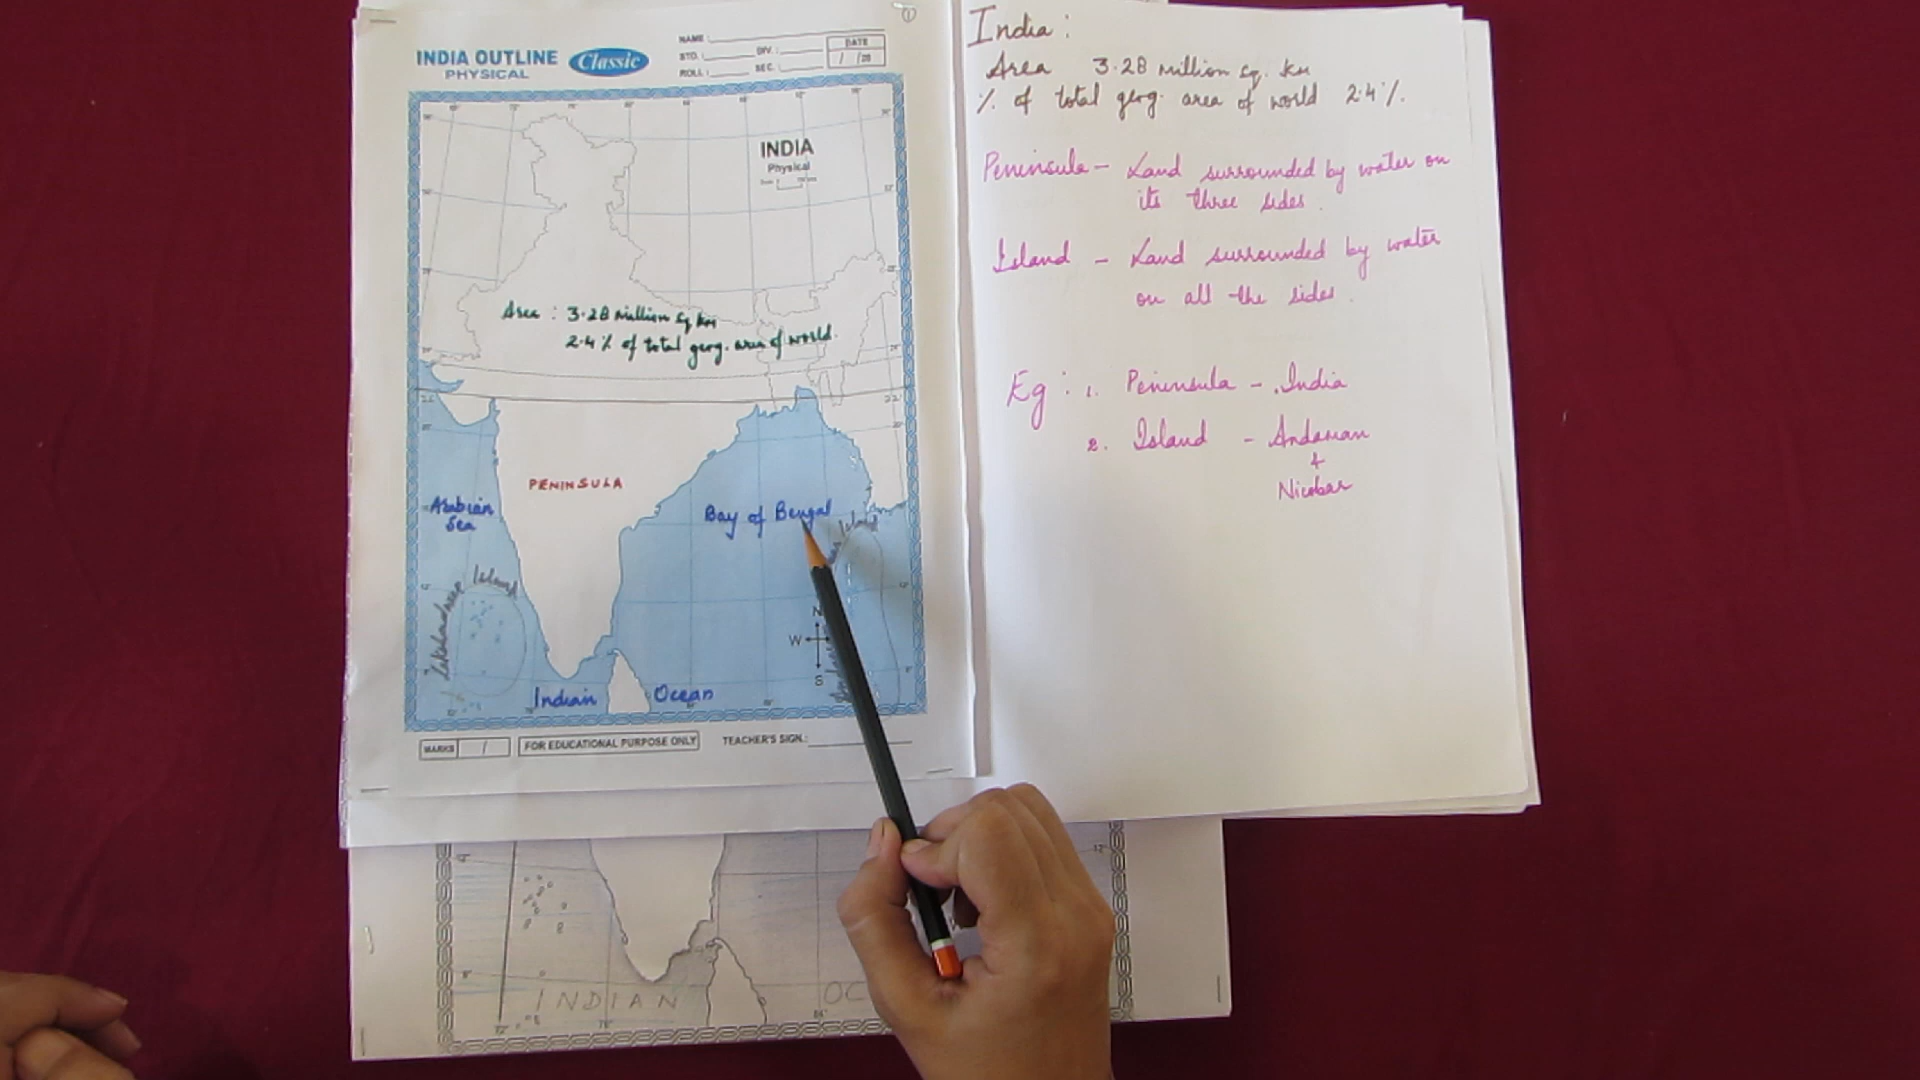 INDIA OUTLINE
PHYSICAL
Classic
NAME :
STD. :
DIV. :
ROLL :
SEC. :
DATE
/ /20
1
INDIA
Physical
Area : 3.28 million sq km
2.4 % of total geog. area of world.
PENINSULA
Arabian
Sea
Bay of Bengal
Island
Lakshadweep Island
N
W
S
Indian Ocean
MARKS /
FOR EDUCATIONAL PURPOSE ONLY
TEACHER'S SIGN.:
India :
Area 3.28 million sq. km
% of total geog. area of world 2.4 %.
Peninsula - Land surrounded by water on
its three sides.
Island - Land surrounded by water
on all the sides.
Eg : 1. Peninsula - India
2. Island - Andaman
+
Nicobar
INDIAN OC